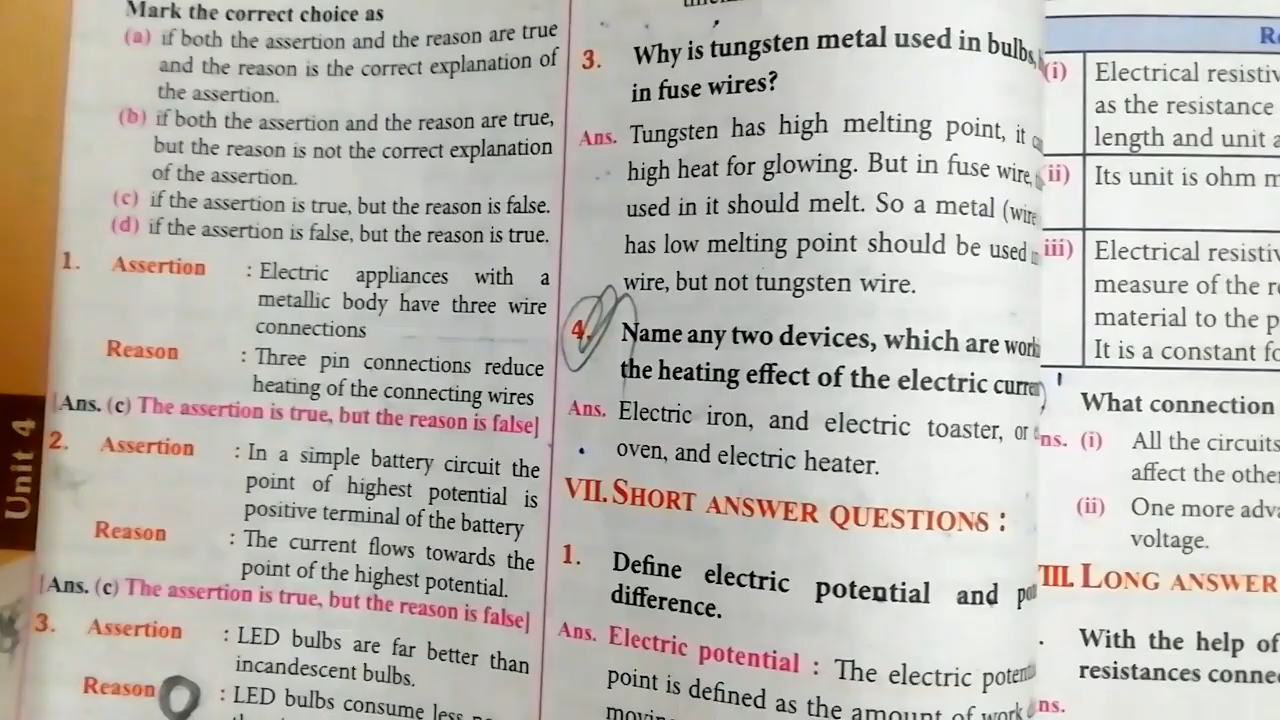 Mark the correct choice as
(a) if both the assertion and the reason are true
and the reason is the correct explanation of
the assertion.
(b) if both the assertion and the reason are true,
but the reason is not the correct explanation
of the assertion.
(c) if the assertion is true, but the reason is false.
(d) if the assertion is false, but the reason is true.
1. Assertion : Electric appliances with a
metallic body have three wire
connections
Reason : Three pin connections reduce
heating of the connecting wires
[Ans. (c) The assertion is true, but the reason is false]
2. Assertion : In a simple battery circuit the
point of highest potential is
positive terminal of the battery
Reason : The current flows towards the
point of the highest potential.
[Ans. (c) The assertion is true, but the reason is false]
3. Assertion : LED bulbs are far better than
incandescent bulbs.
Reason : LED bulbs consume less
Unit 4
3. Why is tungsten metal used in bulbs,
in fuse wires?
Ans. Tungsten has high melting point, it
high heat for glowing. But in fuse wire,
used in it should melt. So a metal (wire
has low melting point should be used
wire, but not tungsten wire.
4. Name any two devices, which are
the heating effect of the electric
Ans. Electric iron, and electric toaster, or
oven, and electric heater.
VII. SHORT ANSWER QUESTIONS :
1. Define electric potential and
difference.
Ans. Electric potential : The electric
point is defined as the amount of work
(i) Electrical
as the resistance
length and unit
ii) Its unit is ohm
iii) Electrical
measure of the
material to the
It is a constant
What connection
ns. (i) All the circuits
affect the
(ii) One more
voltage.
III. LONG ANSWER
With the help of
resistances
ns.